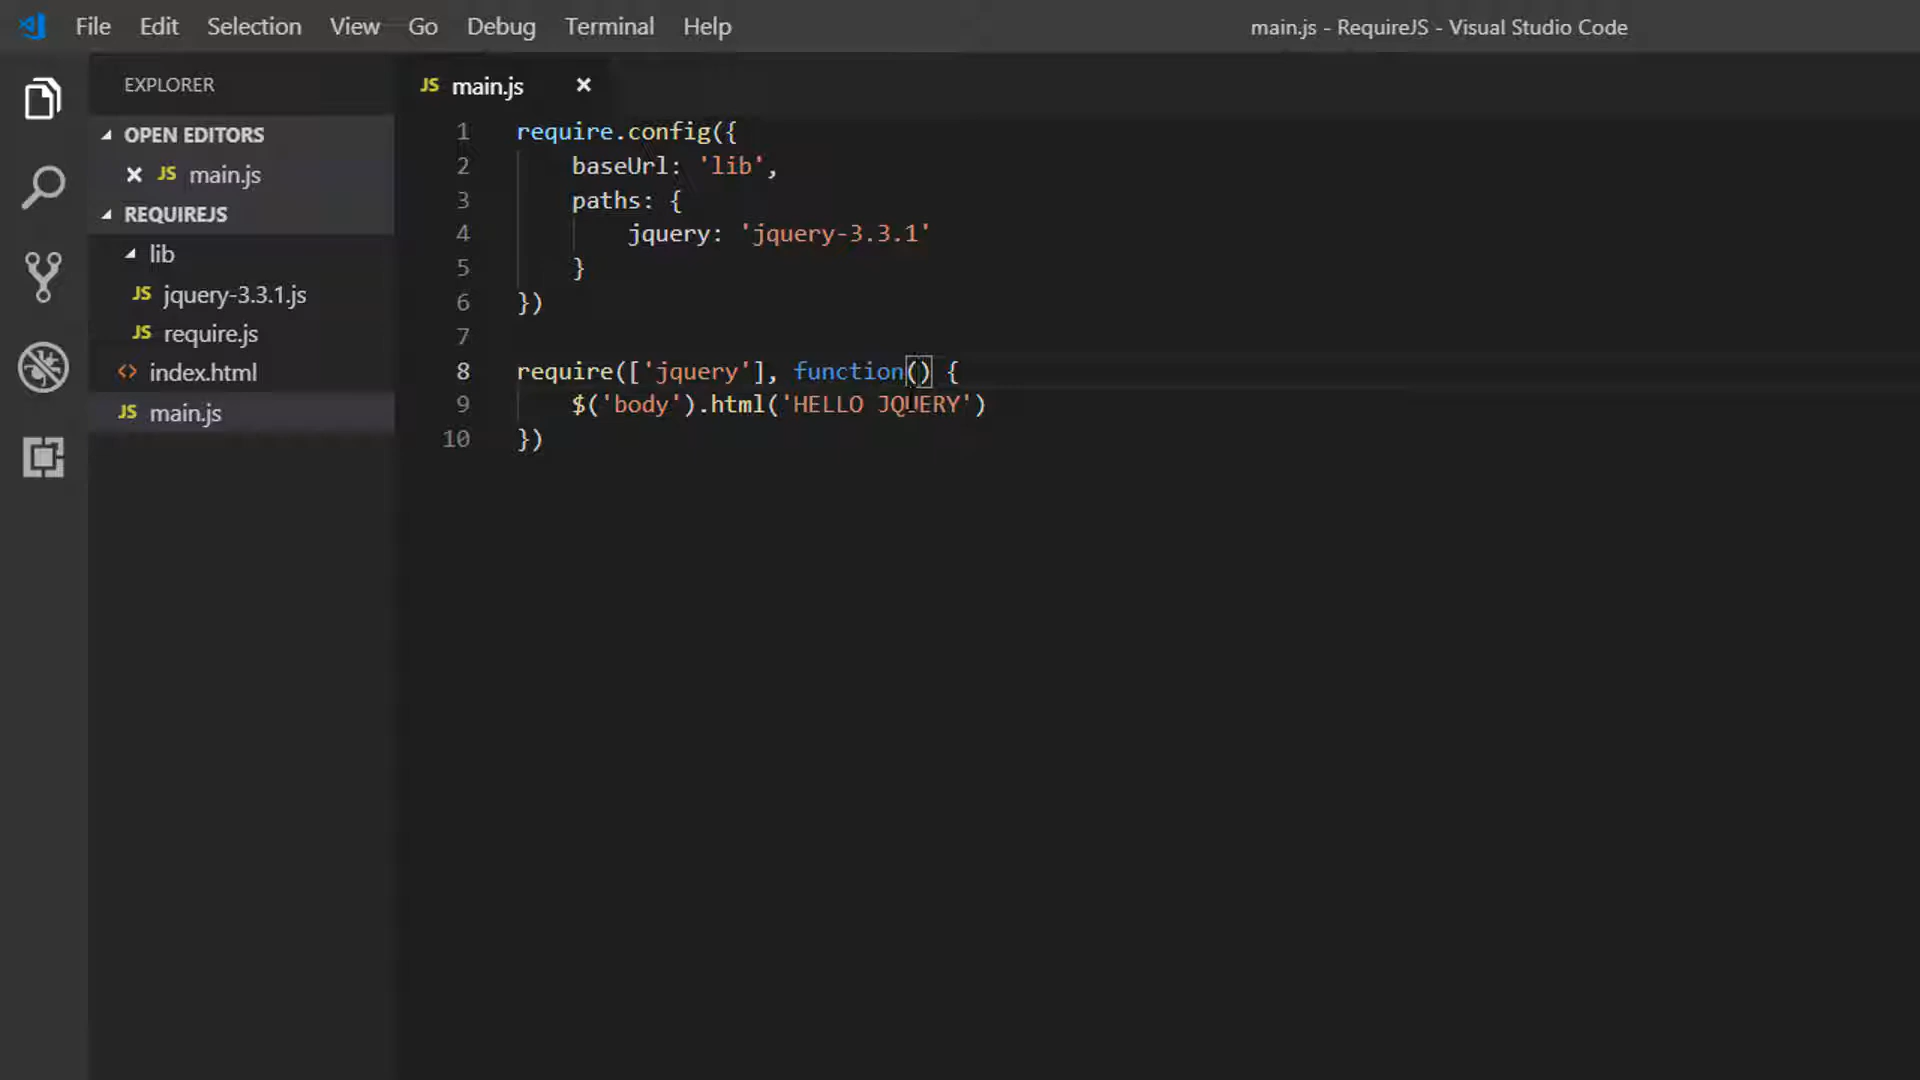 File Edit Selection View Go Debug Terminal Help
main.js - RequireJS - Visual Studio Code
EXPLORER
OPEN EDITORS
JS main.js
REQUIREJS
lib
JS jquery-3.3.1.js
JS require.js
<> index.html
JS main.js
JS main.js
1 require.config({
2 baseUrl: 'lib',
3 paths: {
4 jquery: 'jquery-3.3.1'
5 }
6 })
7
8 require(['jquery'], function() {
9 $('body').html('HELLO JQUERY')
10 })